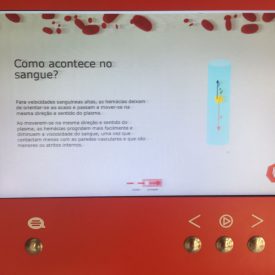 Como acontece no
sangue?
Para velocidades sanguíneas altas, as hemácias deixam
de orientar-se ao acaso e passam a mover-se na
mesma direção e sentido do plasma.
Ao moverem-se na mesma direção e sentido do
plasma, as hemácias progridem mais facilmente e
diminuem a viscosidade do sangue, uma vez que
contactam menos com as paredes vasculares e que são
menores os atritos internos.